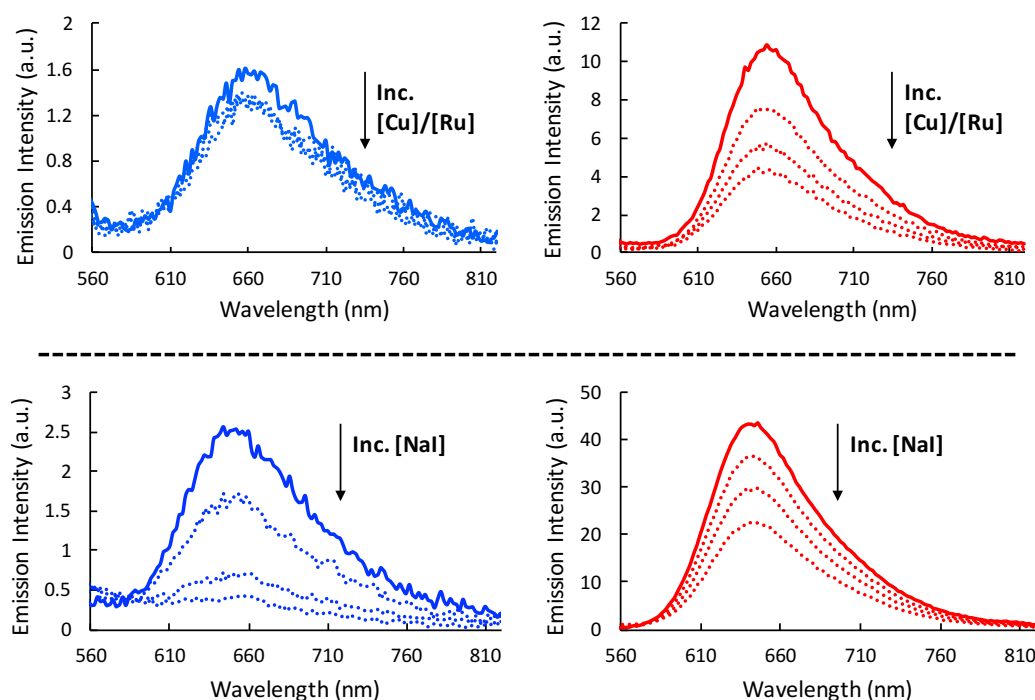 Emission Intensity (a.u.)
2
1.6
1.2
0.8
0.4
0
560 610 660 710 760 810
Wavelength (nm)
Inc.
[Cu]/[Ru]
Emission Intensity (a.u.)
12
10
8
6
4
2
0
560 610 660 710 760 810
Wavelength (nm)
Inc.
[Cu]/[Ru]
Emission Intensity (a.u.)
3
2.5
2
1.5
1
0.5
0
560 610 660 710 760 810
Wavelength (nm)
Inc. [NaI]
Emission Intensity (a.u.)
50
40
30
20
10
0
560 610 660 710 760 810
Wavelength (nm)
Inc. [NaI]